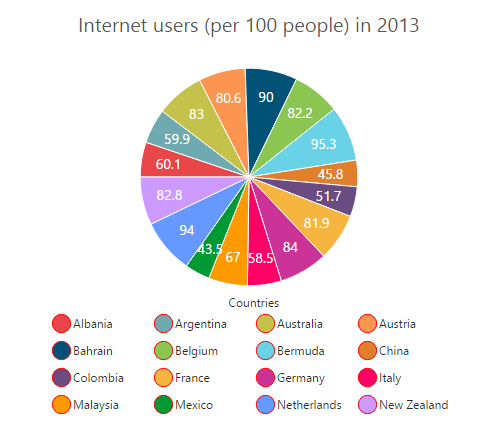 Internet users (per 100 people) in 2013
80.6 90 82.2
83 95.3
59.9
60.1 45.8
82.8 51.7
94 81.9
43.5 67 58.5 84
Countries
Albania Argentina Australia Austria
Bahrain Belgium Bermuda China
Colombia France Germany Italy
Malaysia Mexico Netherlands New Zealand